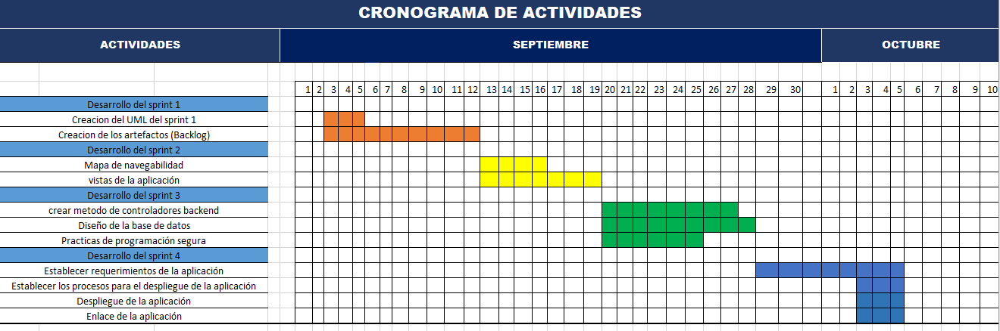 CRONOGRAMA DE ACTIVIDADES
ACTIVIDADES SEPTIEMBRE OCTUBRE
1 2 3 4 5 6 7 8 9 10 11 12 13 14 15 16 17 18 19 20 21 22 23 24 25 26 27 28 29 30 1 2 3 4 5 6 7 8 9 10
Desarrollo del sprint 1
Creacion del UML del sprint 1
Creacion de los artefactos (Backlog)
Desarrollo del sprint 2
Mapa de navegabilidad
vistas de la aplicación
Desarrollo del sprint 3
crear metodo de controladores backend
Diseño de la base de datos
Practicas de programación segura
Desarrollo del sprint 4
Establecer requerimientos de la aplicación
Establecer los procesos para el despliegue de la aplicación
Despliegue de la aplicación
Enlace de la aplicación